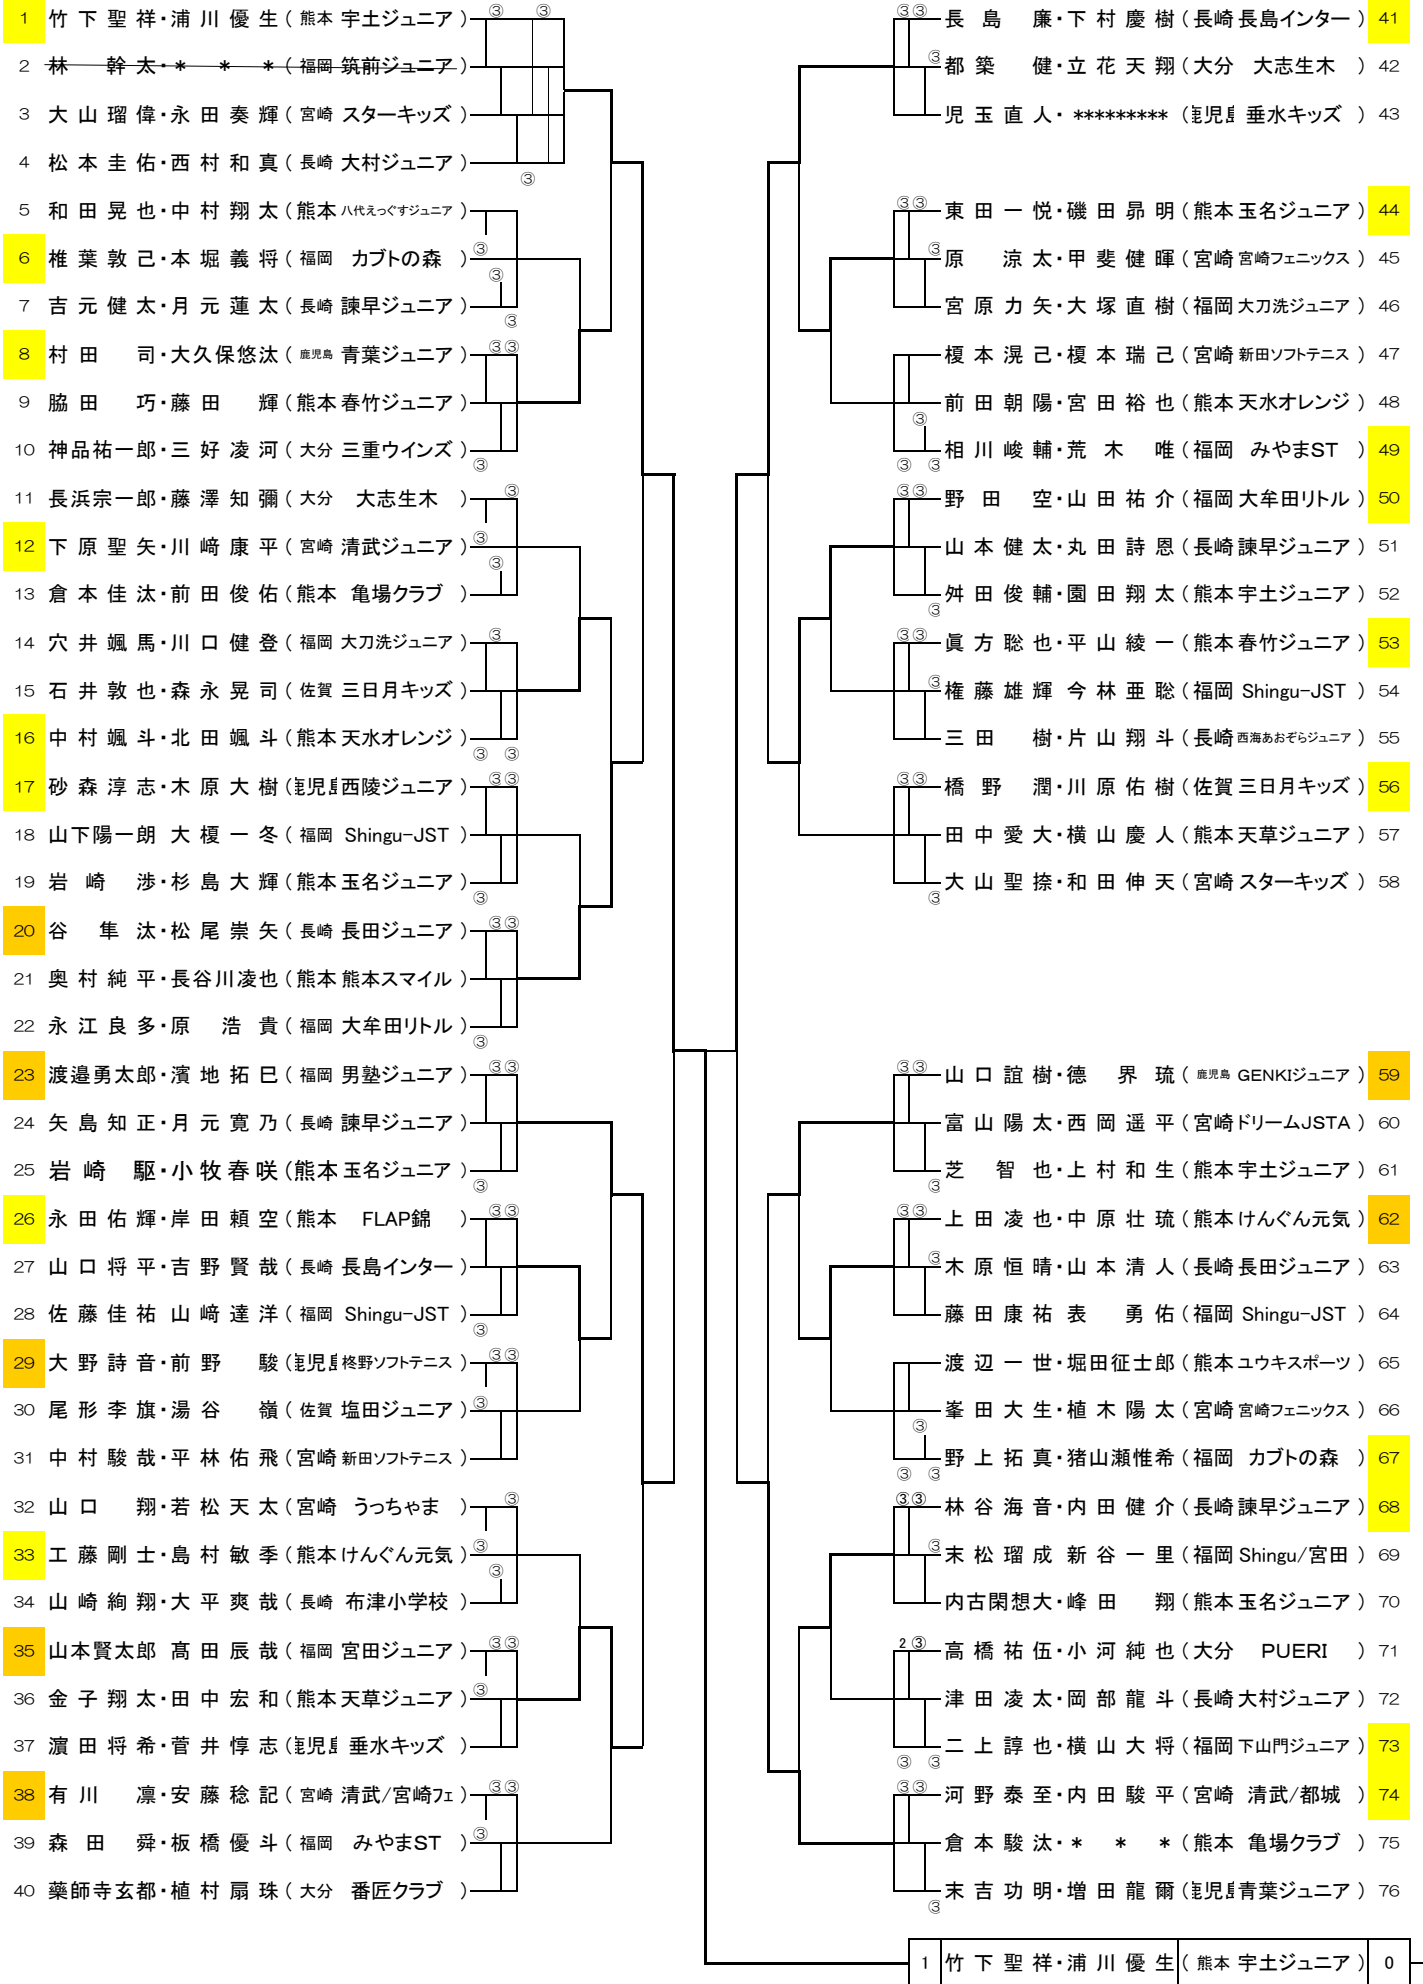 1 竹下聖祥・浦川優生（熊本 宇土ジュニア）
2 林 幹太・＊ ＊ ＊（福岡 筑前ジュニア）
3 大山瑠偉・永田奏輝（宮崎 スターキッズ）
4 松本圭佑・西村和真（長崎 大村ジュニア）
5 和田晃也・中村翔太（熊本 八代えっぐすジュニア）
6 椎葉敦己・本堀義将（福岡 カブトの森）
7 吉元健太・月元蓮太（長崎 諫早ジュニア）
8 村田 司・大久保悠汰（鹿児島 青葉ジュニア）
9 脇田 巧・藤田 輝（熊本 春竹ジュニア）
10 神品祐一郎・三好凌河（大分 三重ウインズ）
11 長浜宗一郎・藤澤知彌（大分 大志生木）
12 下原聖矢・川﨑康平（宮崎 清武ジュニア）
13 倉本佳汰・前田俊佑（熊本 亀場クラブ）
14 穴井颯馬・川口健登（福岡 大刀洗ジュニア）
15 石井敦也・森永晃司（佐賀 三日月キッズ）
16 中村颯斗・北田颯斗（熊本 天水オレンジ）
17 砂森淳志・木原大樹（鹿児島 西陵ジュニア）
18 山下陽一朗 大榎一冬（福岡 Shingu-JST）
19 岩崎 渉・杉島大輝（熊本 玉名ジュニア）
20 谷 隼汰・松尾崇矢（長崎 長田ジュニア）
21 奥村純平・長谷川凌也（熊本 熊本スマイル）
22 永江良多・原 浩貴（福岡 大牟田リトル）
23 渡邉勇太郎・濱地拓巳（福岡 男塾ジュニア）
24 矢島知正・月元寛乃（長崎 諫早ジュニア）
25 岩崎 駆・小牧春咲（熊本 玉名ジュニア）
26 永田佑輝・岸田頼空（熊本 FLAP錦）
27 山口将平・吉野賢哉（長崎 長島インター）
28 佐藤佳祐 山﨑達洋（福岡 Shingu-JST）
29 大野詩音・前野 駿（鹿児島 柊野ソフトテニス）
30 尾形李旗・湯谷 嶺（佐賀 塩田ジュニア）
31 中村駿哉・平林佑飛（宮崎 新田ソフトテニス）
32 山口 翔・若松天太（宮崎 うっちゃま）
33 工藤剛士・島村敏季（熊本 けんぐん元気）
34 山崎絢翔・大平爽哉（長崎 布津小学校）
35 山本賢太郎 髙田辰哉（福岡 宮田ジュニア）
36 金子翔太・田中宏和（熊本 天草ジュニア）
37 濵田将希・菅井惇志（鹿児島 垂水キッズ）
38 有川 凛・安藤稔記（宮崎 清武/宮崎フェ
39 森田 舜・板橋優斗（福岡 みやまST）
40 藥師寺玄都・植村扇珠（大分 番匠クラブ）
長島 廉・下村慶樹（長崎 長島インター）41
都築 健・立花天翔（大分 大志生木）42
児玉直人・*********（鹿児島 垂水キッズ）43
東田一悦・磯田昴明（熊本 玉名ジュニア）44
原 涼太・甲斐健暉（宮崎 宮崎フェニックス）45
宮原力矢・大塚直樹（福岡 大刀洗ジュニア）46
榎本滉己・榎本瑞己（宮崎 新田ソフトテニス）47
前田朝陽・宮田裕也（熊本 天水オレンジ）48
相川峻輔・荒木 唯（福岡 みやまST）49
野田 空・山田祐介（福岡 大牟田リトル）50
山本健太・丸田詩恩（長崎 諫早ジュニア）51
舛田俊輔・園田翔太（熊本 宇土ジュニア）52
眞方聡也・平山綾一（熊本 春竹ジュニア）53
権藤雄輝 今林亜聡（福岡 Shingu-JST）54
三田 樹・片山翔斗（長崎 西海あおぞらジュニア）55
橋野 潤・川原佑樹（佐賀 三日月キッズ）56
田中愛大・横山慶人（熊本 天草ジュニア）57
大山聖捺・和田伸天（宮崎 スターキッズ）58
山口誼樹・德 界琉（鹿児島 GENKIジュニア）59
富山陽太・西岡遥平（宮崎 ドリームJSTA）60
芝 智也・上村和生（熊本 宇土ジュニア）61
上田凌也・中原壮琉（熊本 けんぐん元気）62
木原恒晴・山本清人（長崎 長田ジュニア）63
藤田康祐 表 勇佑（福岡 Shingu-JST）64
渡辺一世・堀田征士郎（熊本 ユウキスポーツ）65
峯田大生・植木陽太（宮崎 宮崎フェニックス）66
野上拓真・猪山瀬惟希（福岡 カブトの森）67
林谷海音・内田健介（長崎 諫早ジュニア）68
末松瑠成 新谷一里（福岡 Shingu/宮田）69
内古閑想大・峰田 翔（熊本 玉名ジュニア）70
高橋祐伍・小河純也（大分 PUERI）71
津田凌太・岡部龍斗（長崎 大村ジュニア）72
二上諄也・横山大将（福岡 下山門ジュニア）73
河野泰至・内田駿平（宮崎 清武/都城）74
倉本駿汰・＊ ＊ ＊（熊本 亀場クラブ）75
末吉功明・増田龍爾（鹿児島 青葉ジュニア）76
1 竹下聖祥・浦川優生（熊本 宇土ジュニア）0